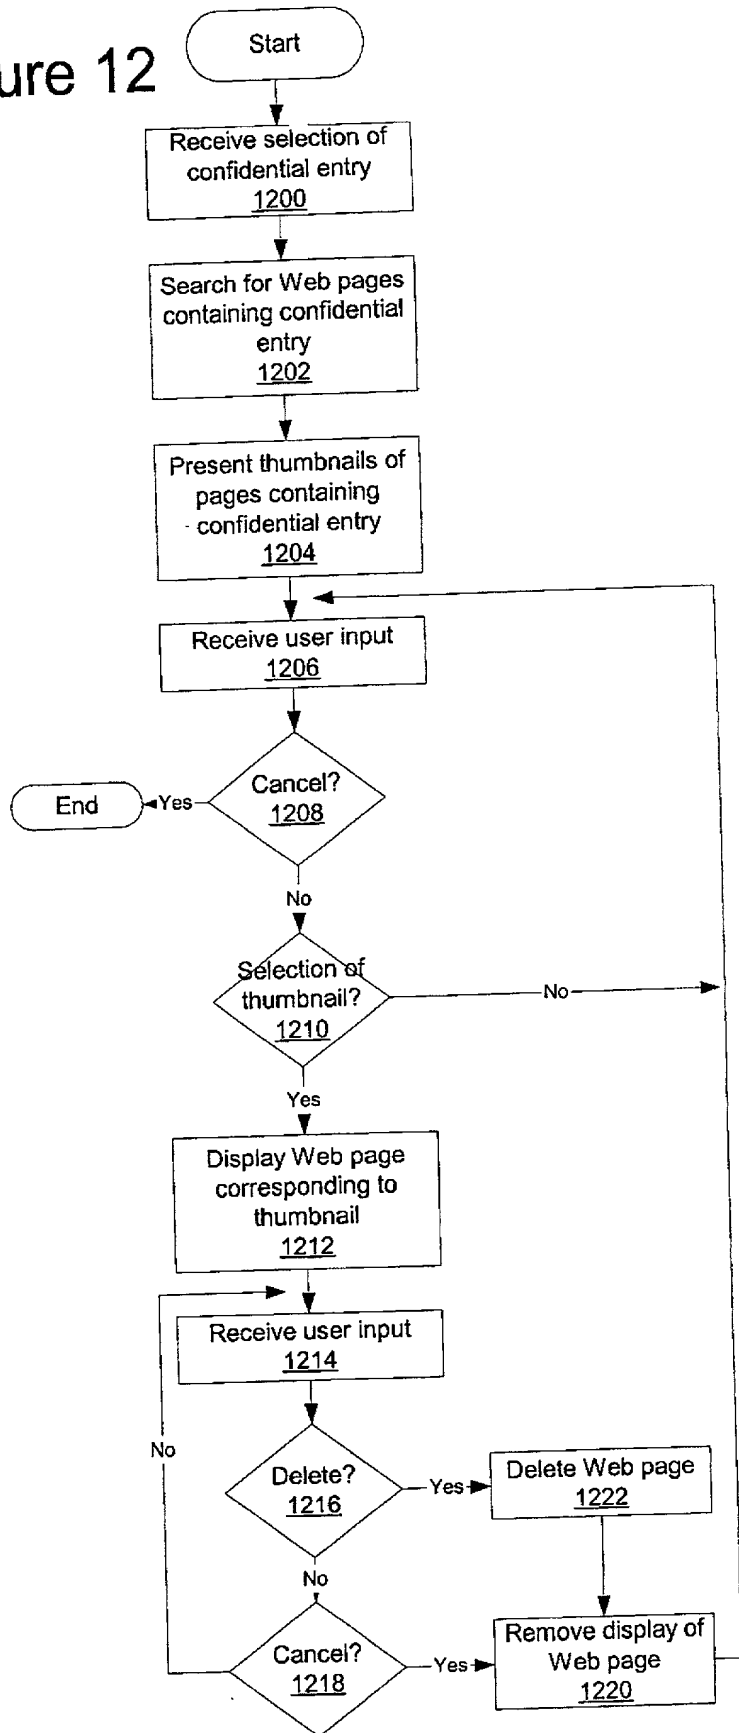 Start
ure 12
Receive selection of
confidential entry
1200
Search for Web pages
containing confidential
entry
1202
Present thumbnails of
pages containing
confidential entry
1204
Receive user input
1206
Cancel?
1208
Yes
End
No
Selection of
thumbnail?
1210
No
Yes
Display Web page
corresponding to
thumbnail
1212
Receive user input
1214
No
Delete?
1216
Yes
Delete Web page
1222
No
Cancel?
1218
Yes
Remove display of
Web page
1220